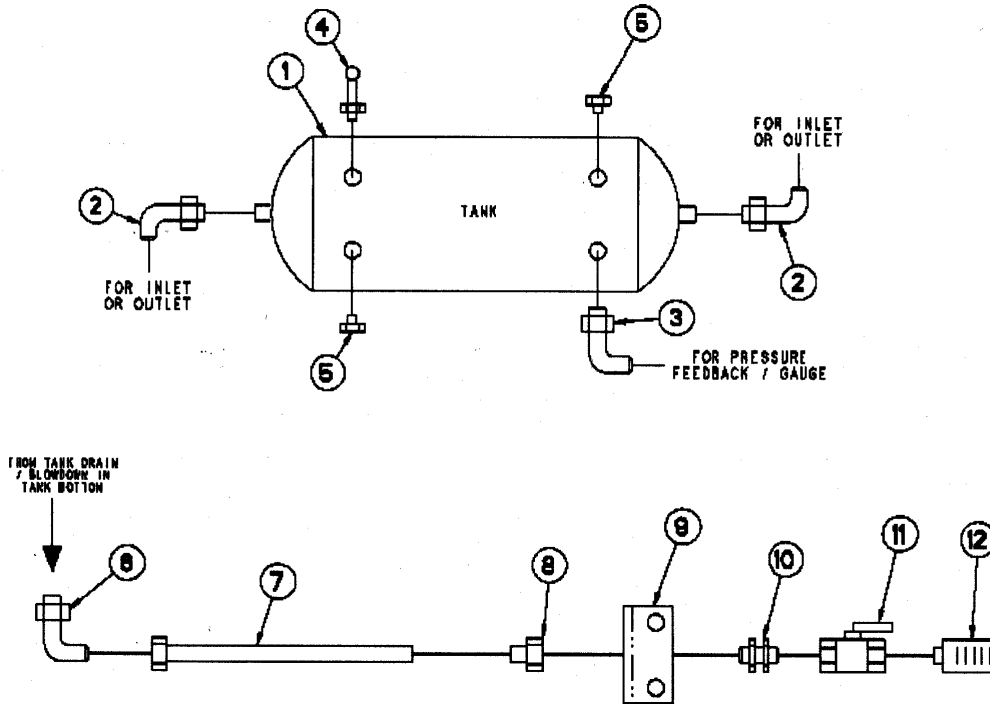 4
5
1
FOR INLET
OR OUTLET
2
TANK
2
FOR INLET
OR OUTLET
3
5
FOR PRESSURE
FEEDBACK / GAUGE
FROM TANK DRAIN
/ BLOWDOWN IN
TANK BOTTOM
6
7
8
9
10
11
12